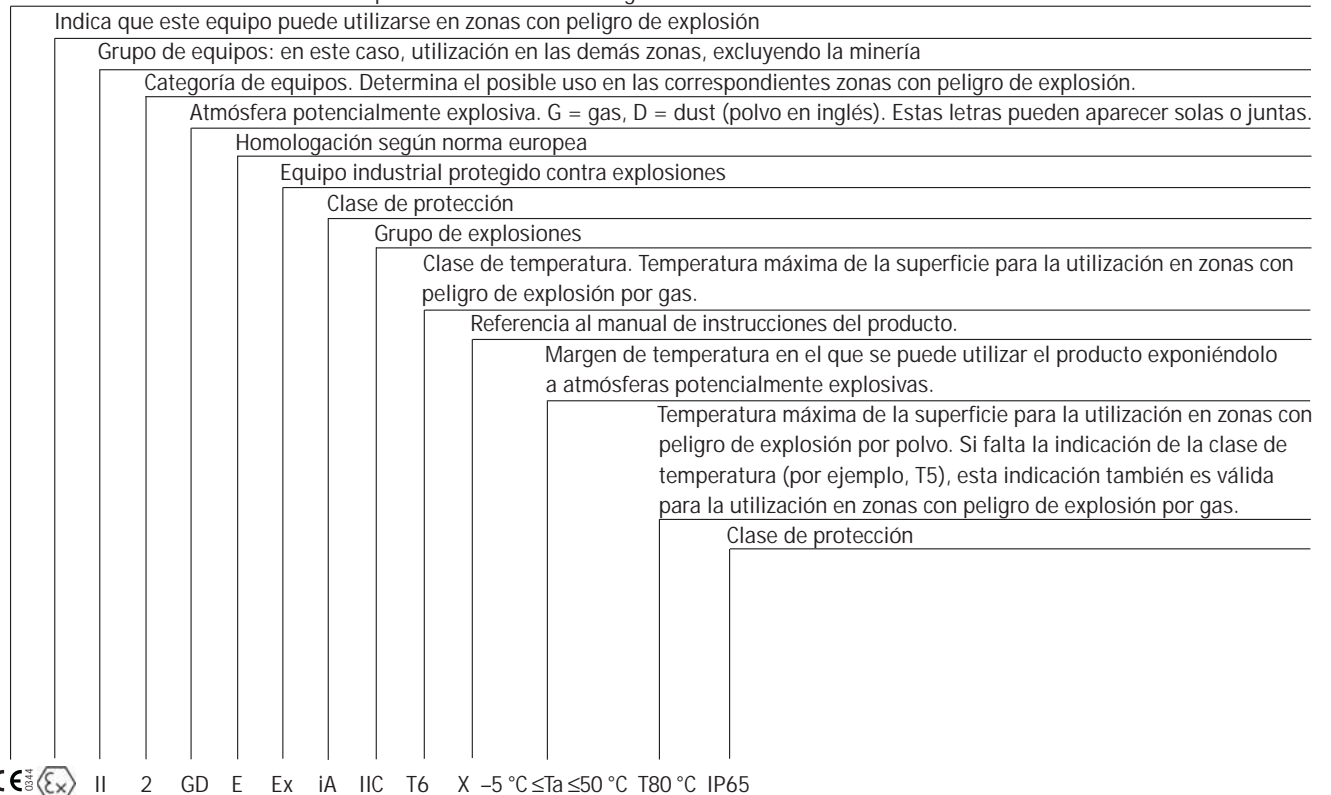 Indica que este equipo puede utilizarse en zonas con peligro de explosión
Grupo de equipos: en este caso, utilización en las demás zonas, excluyendo la minería
Categoría de equipos. Determina el posible uso en las correspondientes zonas con peligro de explosión.
Atmósfera potencialmente explosiva. G = gas, D = dust (polvo en inglés). Estas letras pueden aparecer solas o juntas.
Homologación según norma europea
Equipo industrial protegido contra explosiones
Clase de protección
Grupo de explosiones
Clase de temperatura. Temperatura máxima de la superficie para la utilización en zonas con
peligro de explosión por gas.
Referencia al manual de instrucciones del producto.
Margen de temperatura en el que se puede utilizar el producto exponiéndolo
a atmósferas potencialmente explosivas.
Temperatura máxima de la superficie para la utilización en zonas con
peligro de explosión por polvo. Si falta la indicación de la clase de
temperatura (por ejemplo, T5), esta indicación también es válida
para la utilización en zonas con peligro de explosión por gas.
Clase de protección
CE 0344 Ex II 2 GD E Ex iA IIC T6 X –5 °C ≤Ta ≤50 °C T80 °C IP65